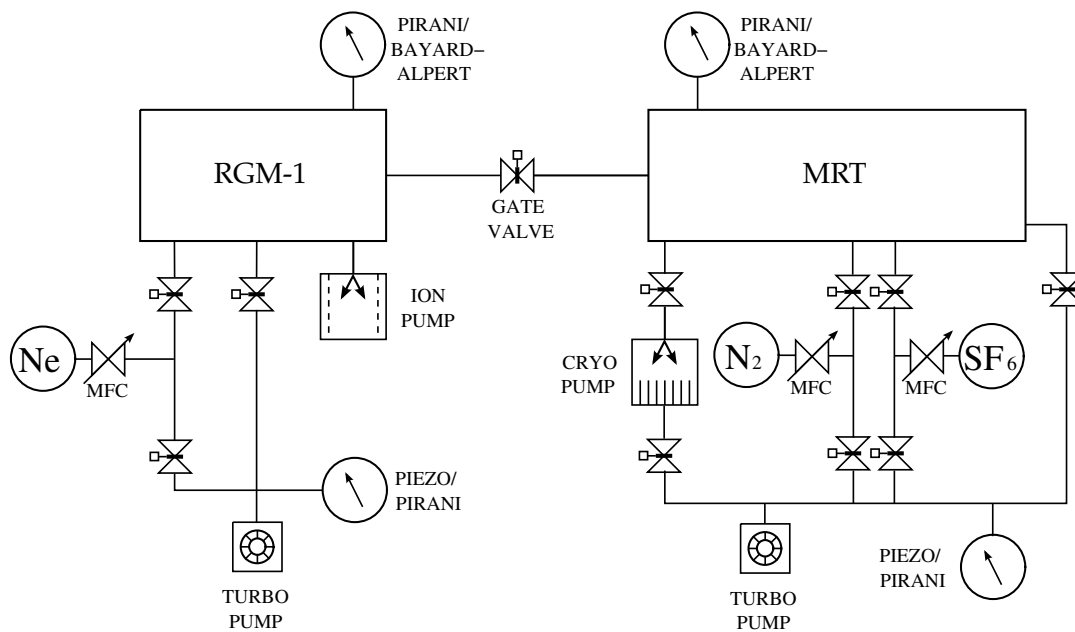 PIRANI/
BAYARD–
ALPERT
PIRANI/
BAYARD–
ALPERT
RGM-1
MRT
GATE
VALVE
ION
PUMP
Ne
MFC
CRYO
PUMP
N2
MFC
MFC
SF6
PIEZO/
PIRANI
TURBO
PUMP
TURBO
PUMP
PIEZO/
PIRANI